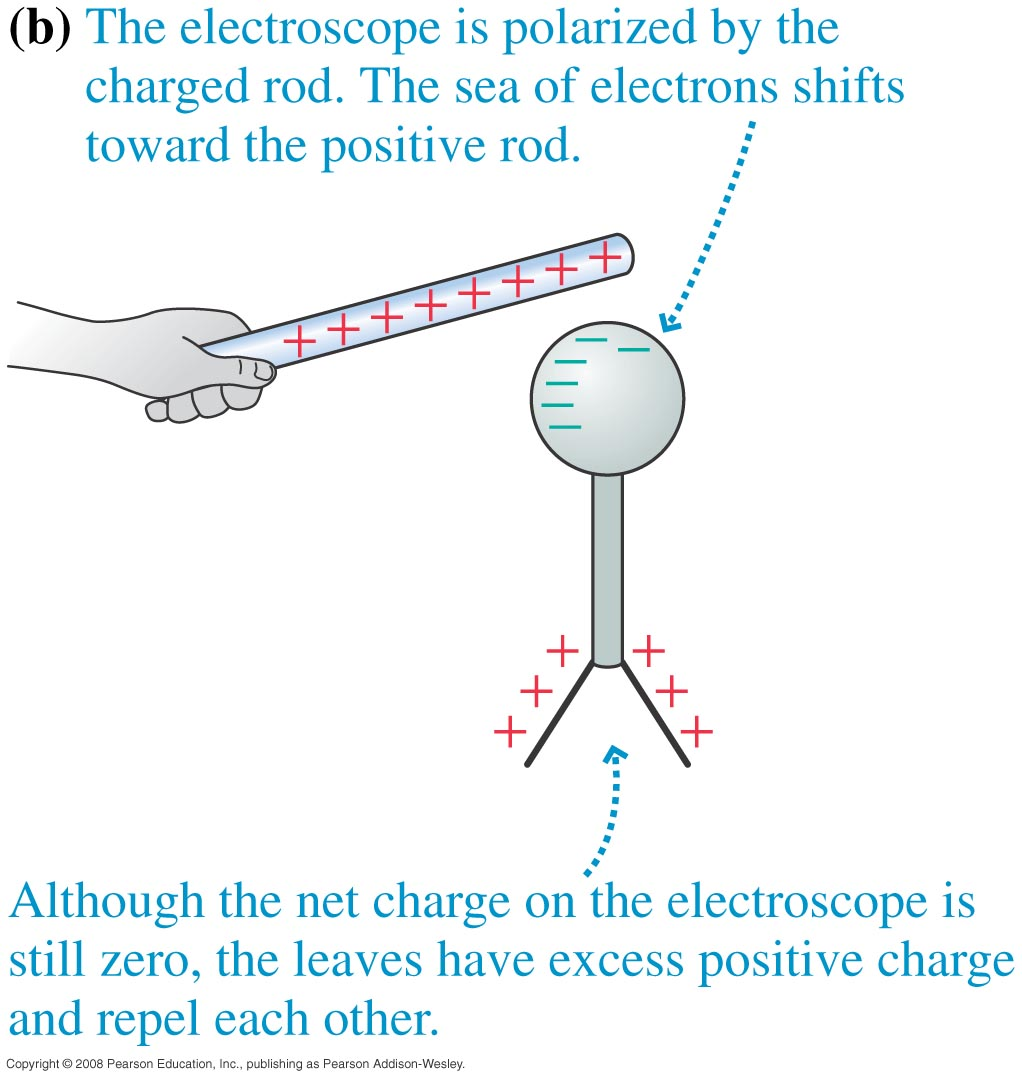 (b) The electroscope is polarized by the
charged rod. The sea of electrons shifts
toward the positive rod.
Although the net charge on the electroscope is
still zero, the leaves have excess positive charge
and repel each other.
Copyright © 2008 Pearson Education, Inc., publishing as Pearson Addison-Wesley.